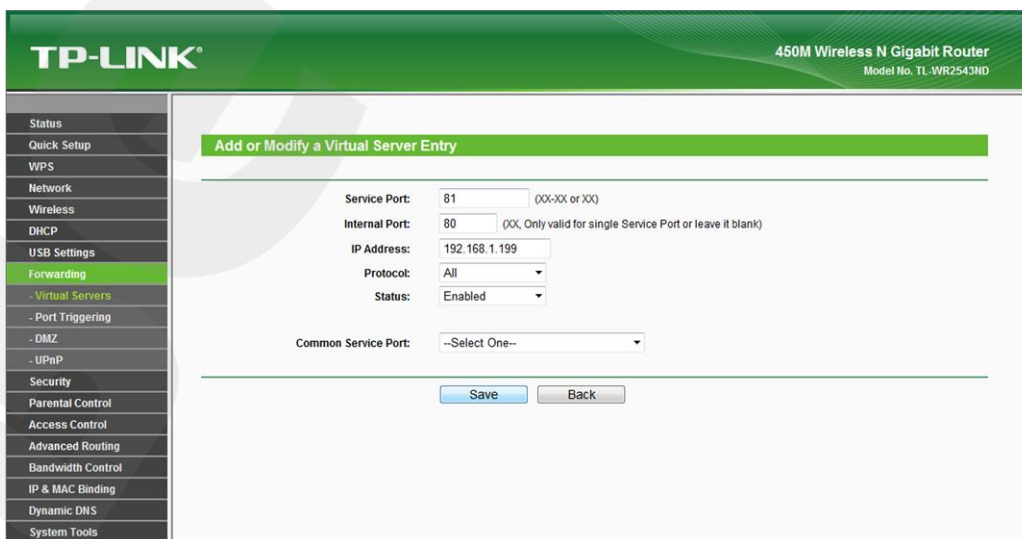 TP-LINK®
450M Wireless N Gigabit Router
Model No. TL-WR2543ND
Status
Quick Setup
WPS
Network
Wireless
DHCP
USB Settings
Forwarding
- Virtual Servers
- Port Triggering
- DMZ
- UPnP
Security
Parental Control
Access Control
Advanced Routing
Bandwidth Control
IP & MAC Binding
Dynamic DNS
System Tools
Add or Modify a Virtual Server Entry
Service Port: 81 (XX-XX or XX)
Internal Port: 80 (XX, Only valid for single Service Port or leave it blank)
IP Address: 192.168.1.199
Protocol: All
Status: Enabled
Common Service Port: --Select One--
Save Back